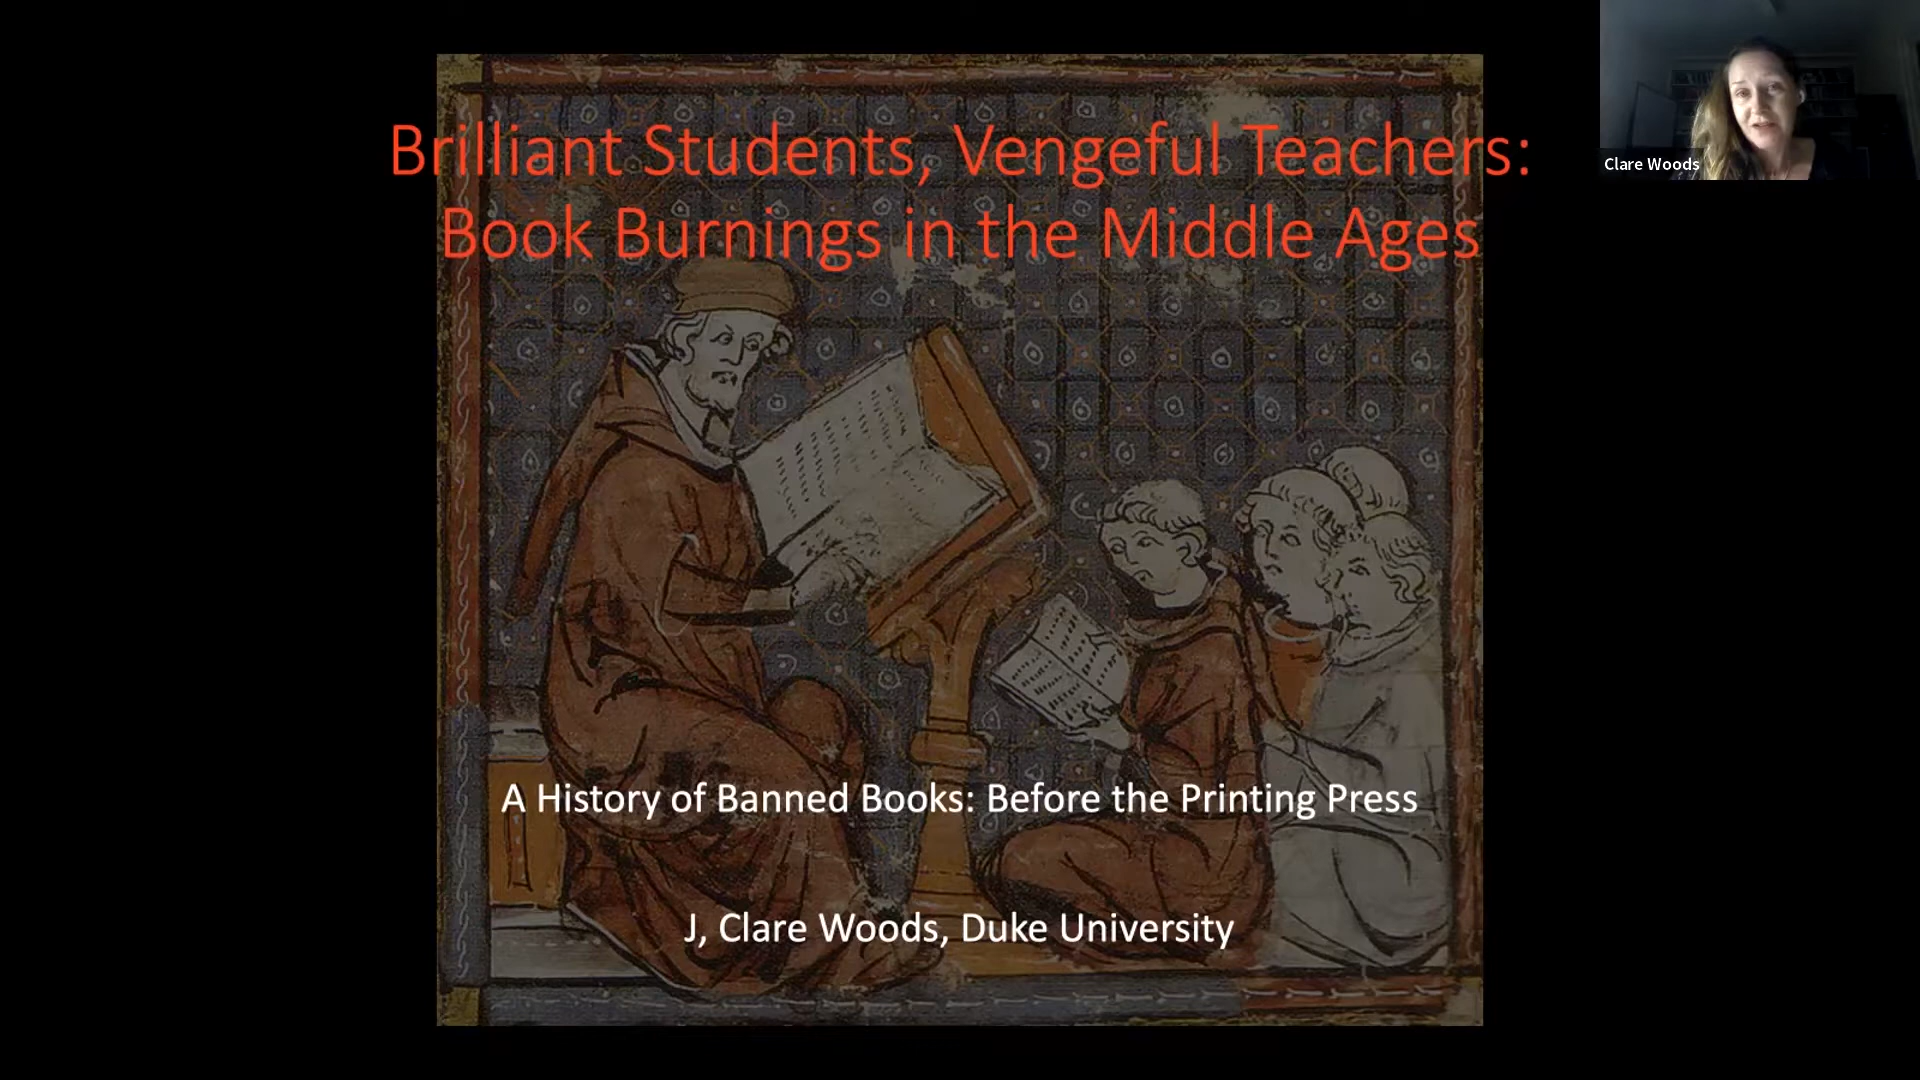 Brilliant Students, Vengeful Teachers:
Book Burnings in the Middle Ages
Clare Woods
A History of Banned Books: Before the Printing Press
J, Clare Woods, Duke University